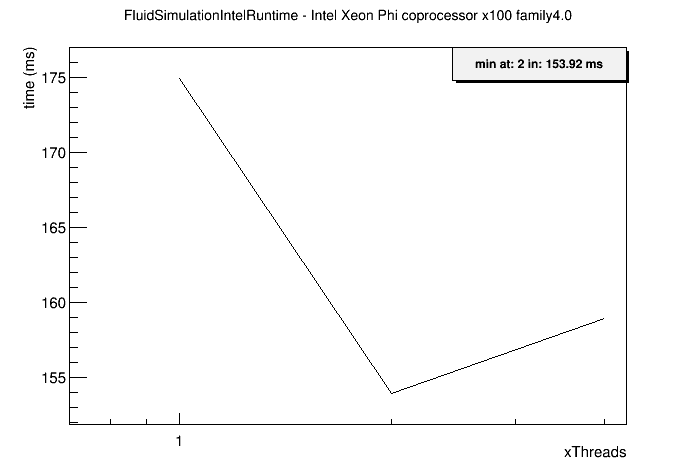 FluidSimulationIntelRuntime - Intel Xeon Phi coprocessor x100 family4.0
time (ms)
min at: 2 in: 153.92 ms
175
170
165
160
155
1
xThreads